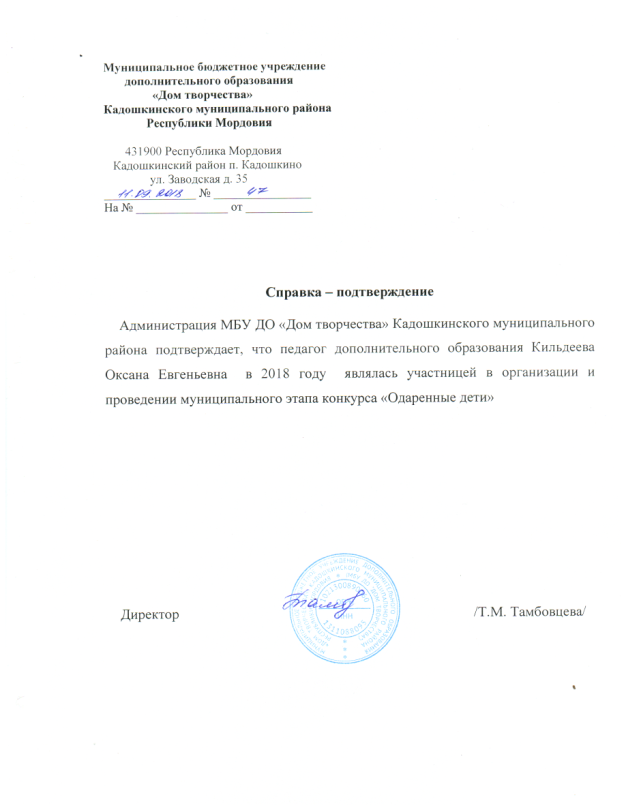 Муниципальное бюджетное учреждение
дополнительного образования
«Дом творчества»
Кадошкинского муниципального района
Республики Мордовия
431900 Республика Мордовия
Кадошкинский район п. Кадошкино
ул. Заводская д. 35
11.09.2018 № 47
На № ______________ от __________
Справка – подтверждение
Администрация МБУ ДО «Дом творчества» Кадошкинского муниципального
района подтверждает, что педагог дополнительного образования Кильдеева
Оксана Евгеньевна в 2018 году являлась участницей в организации и
проведении муниципального этапа конкурса «Одаренные дети»
Директор
/Т.М. Тамбовцева/